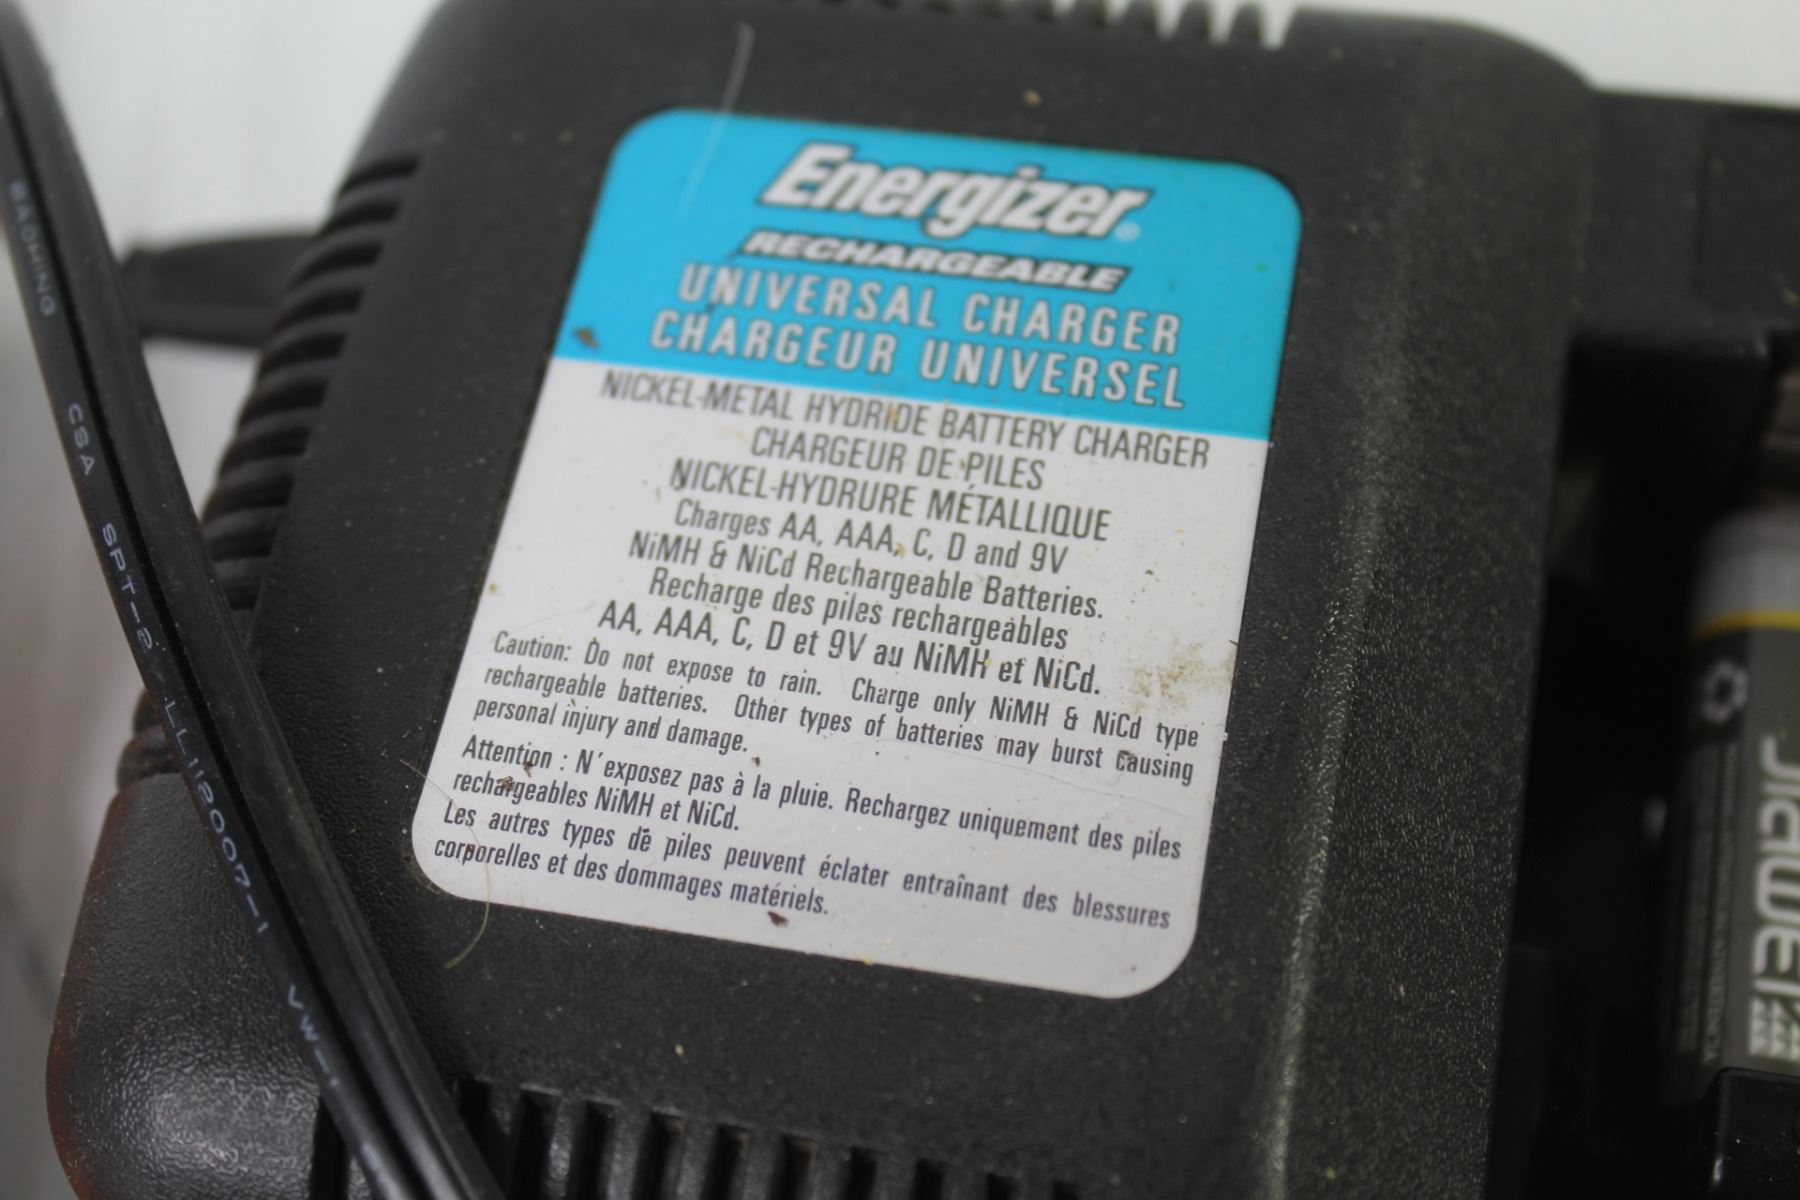 Energizer®
RECHARGEABLE
UNIVERSAL CHARGER
CHARGEUR UNIVERSEL
NICKEL-METAL HYDRIDE BATTERY CHARGER
CHARGEUR DE PILES
NICKEL-HYDRURE MÉTALLIQUE
Charges AA, AAA, C, D and 9V
NiMH & NiCd Rechargeable Batteries.
Recharge des piles rechargeables
AA, AAA, C, D et 9V au NiMH et NiCd.
Caution: Do not expose to rain. Charge only NiMH & NiCd type
rechargeable batteries. Other types of batteries may burst causing
personal injury and damage.
Attention : N'exposez pas à la pluie. Rechargez uniquement des piles
rechargeables NiMH et NiCd.
Les autres types de piles peuvent éclater entraînant des blessures
corporelles et des dommages matériels.
CSA SPT-2 LL112007-1 VW-1